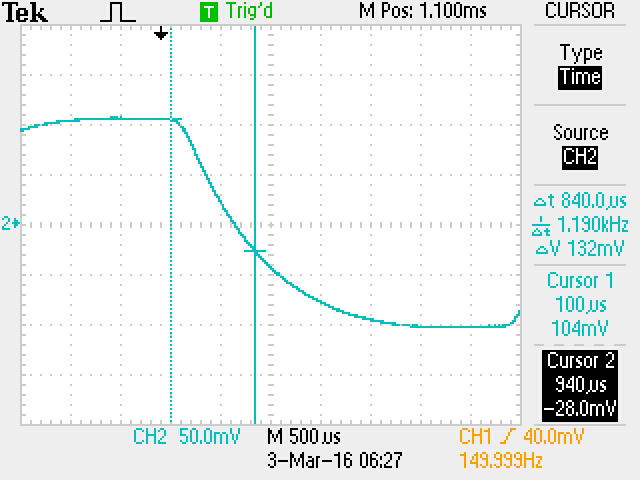 Tek T Trig'd M Pos: 1.100ms CURSOR
Type
Time
Source
CH2
Δt 840.0µs
1/Δt 1.190kHz
ΔV 132mV
2
Cursor 1
100µs
104mV
Cursor 2
940µs
-28.0mV
CH2 50.0mV M 500µs CH1 / 40.0mV
3-Mar-16 06:27 149.999Hz